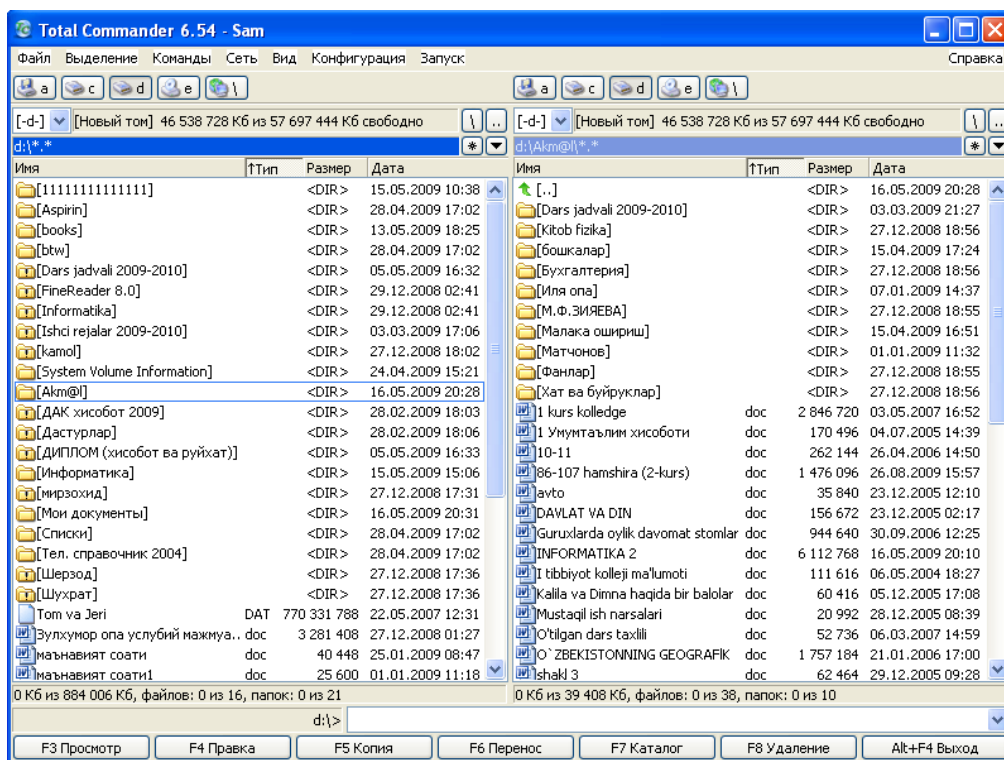 Total Commander 6.54 - Sam
Файл Выделение Команды Сеть Вид Конфигурация Запуск Справка
a c d e \
a c d e \
[-d-] [Новый том] 46 538 728 Кб из 57 697 444 Кб свободно \ ..
[-d-] [Новый том] 46 538 728 Кб из 57 697 444 Кб свободно \ ..
d:\*.* * ▼
d:\Akm@l\*.* * ▼
Имя ↑Тип Размер Дата
[11111111111111] <DIR> 15.05.2009 10:38
[Aspirin] <DIR> 28.04.2009 17:02
[books] <DIR> 13.05.2009 18:25
[btw] <DIR> 28.04.2009 17:02
[Dars jadvali 2009-2010] <DIR> 05.05.2009 16:32
[FineReader 8.0] <DIR> 29.12.2008 02:41
[Informatika] <DIR> 29.12.2008 02:41
[Ishci rejalar 2009-2010] <DIR> 03.03.2009 17:06
[kamol] <DIR> 27.12.2008 18:02
[System Volume Information] <DIR> 24.04.2009 15:21
[Akm@l] <DIR> 16.05.2009 20:28
[ДАК хисобот 2009] <DIR> 28.02.2009 18:03
[Дастурлар] <DIR> 28.02.2009 18:06
[ДИПЛОМ (хисобот ва руйхат)] <DIR> 05.05.2009 16:33
[Информатика] <DIR> 15.05.2009 15:06
[мирзохид] <DIR> 27.12.2008 17:31
[Мои документы] <DIR> 16.05.2009 20:31
[Списки] <DIR> 28.04.2009 17:02
[Тел. справочник 2004] <DIR> 28.04.2009 17:02
[Шерзод] <DIR> 27.12.2008 17:36
[Шухрат] <DIR> 27.12.2008 17:36
Tom va Jeri DAT 770 331 788 22.05.2007 12:31
Зулхумор опа услубий мажмуа.. doc 3 281 408 27.12.2008 01:27
маънавият соати doc 40 448 25.01.2009 08:47
маънавият соати1 doc 25 600 01.01.2009 11:18
0 Кб из 884 006 Кб, файлов: 0 из 16, папок: 0 из 21
Имя ↑Тип Размер Дата
[..] <DIR> 16.05.2009 20:28
[Dars jadvali 2009-2010] <DIR> 03.03.2009 21:27
[Kitob fizika] <DIR> 27.12.2008 18:56
[бошкалар] <DIR> 15.04.2009 17:24
[Бухгалтерия] <DIR> 27.12.2008 18:56
[Иля опа] <DIR> 07.01.2009 14:37
[М.Ф.ЗИЯЕВА] <DIR> 27.12.2008 18:55
[Малака ошириш] <DIR> 15.04.2009 16:51
[Матчонов] <DIR> 01.01.2009 11:32
[Фанлар] <DIR> 27.12.2008 18:55
[Хат ва буйруклар] <DIR> 27.12.2008 18:56
1 kurs kolledge doc 2 846 720 03.05.2007 16:52
1 Умумтаълим хисоботи doc 170 496 04.07.2005 14:39
10-11 doc 262 144 26.04.2006 14:50
86-107 hamshira (2-kurs) doc 1 476 096 26.08.2009 15:57
avto doc 35 840 23.12.2005 12:10
DAVLAT VA DIN doc 156 672 23.12.2005 02:17
Guruxlarda oylik davomat stomlar doc 944 640 30.09.2006 12:25
INFORMATIKA 2 doc 6 112 768 16.05.2009 20:10
I tibbiyot kolleji ma'lumoti doc 111 616 06.05.2004 18:27
Kalila va Dimna haqida bir balolar doc 60 416 05.12.2005 17:08
Mustaqil ish narsalari doc 20 992 28.12.2005 08:39
O'tilgan dars taxlili doc 52 736 06.03.2007 14:59
O`ZBEKISTONNING GEOGRAFIK doc 1 757 184 21.01.2006 17:00
shakl 3 doc 62 464 29.12.2005 09:28
0 Кб из 39 408 Кб, файлов: 0 из 38, папок: 0 из 10
d:\>
F3 Просмотр F4 Правка F5 Копия F6 Перенос F7 Каталог F8 Удаление Alt+F4 Выход